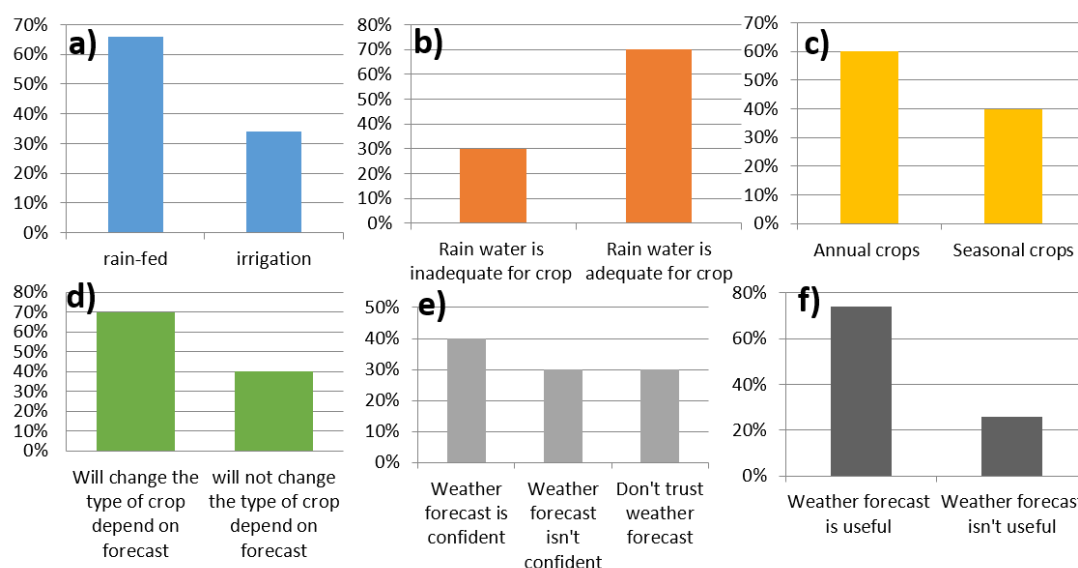 a)
70%
60%
50%
40%
30%
20%
10%
0%
rain-fed
irrigation
b)
80%
70%
60%
50%
40%
30%
20%
10%
0%
Rain water is
inadequate for crop
Rain water is
adequate for crop
c)
70%
60%
50%
40%
30%
20%
10%
0%
Annual crops
Seasonal crops
d)
80%
70%
60%
50%
40%
30%
20%
10%
0%
Will change the
type of crop
depend on
forecast
will not change
the type of crop
depend on
forecast
e)
50%
40%
30%
20%
10%
0%
Weather
forecast is
confident
Weather
forecast
isn't
confident
Don't trust
weather
forecast
f)
80%
60%
40%
20%
0%
Weather forecast
is useful
Weather forecast
isn't useful